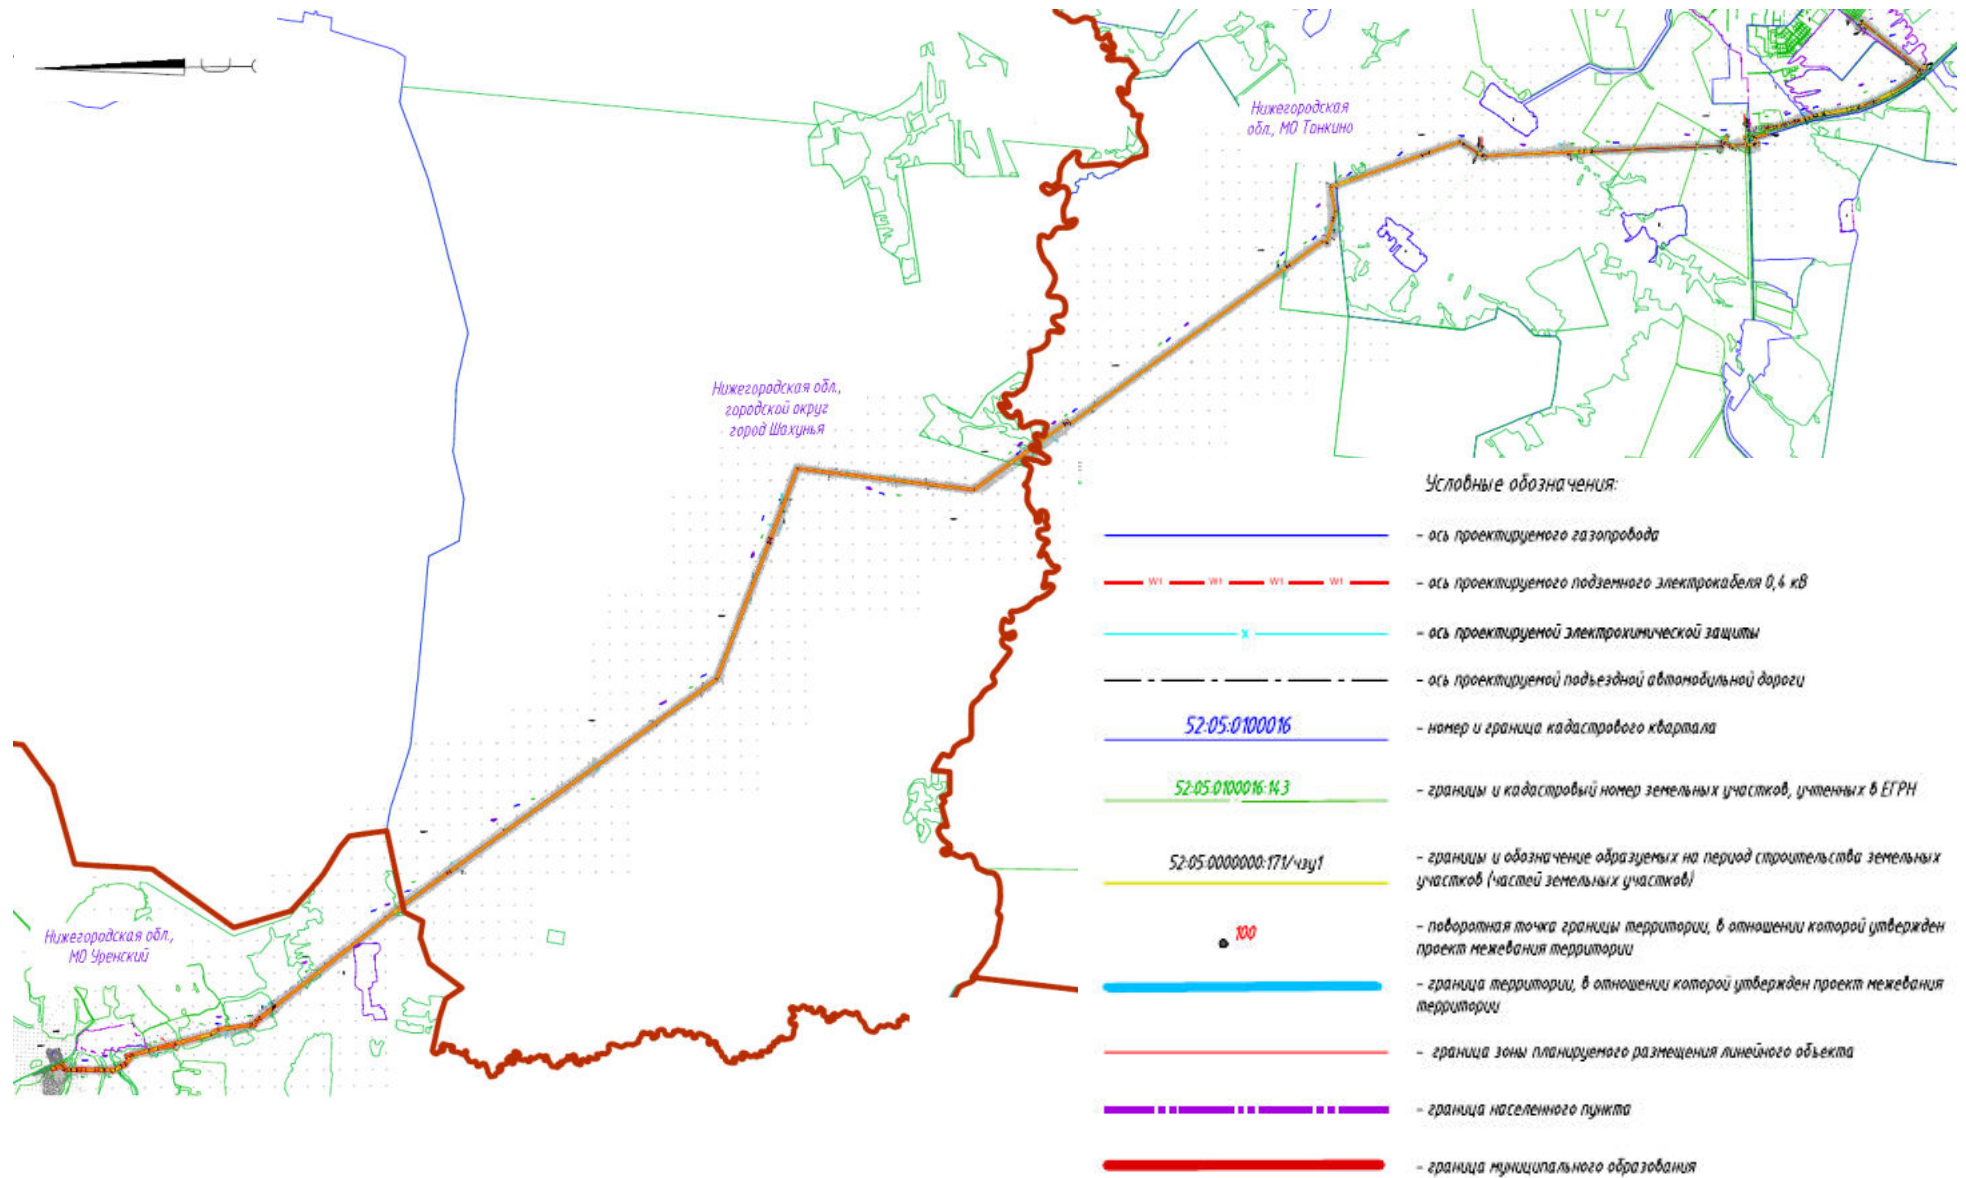 Нижегородская
обл., МО Тонкино
Нижегородская обл.,
городской округ
город Шахунья
Нижегородская обл.,
МО Уренский
Условные обозначения:
- ось проектируемого газопровода
W1 W1 W1 W1 - ось проектируемого подземного электрокабеля 0,4 кВ
х - ось проектируемой электрохимической защиты
- ось проектируемой подъездной автомобильной дороги
52:05:0100016 - номер и граница кадастрового квартала
52:05:0100016:143 - границы и кадастровый номер земельных участков, учтенных в ЕГРН
52:05:0000000:171/чзу1 - границы и обозначение образуемых на период строительства земельных
участков (частей земельных участков)
100 - поворотная точка границы территории, в отношении которой утвержден
проект межевания территории
- граница территории, в отношении которой утвержден проект межевания
территории
- граница зоны планируемого размещения линейного объекта
- граница населенного пункта
- граница муниципального образования